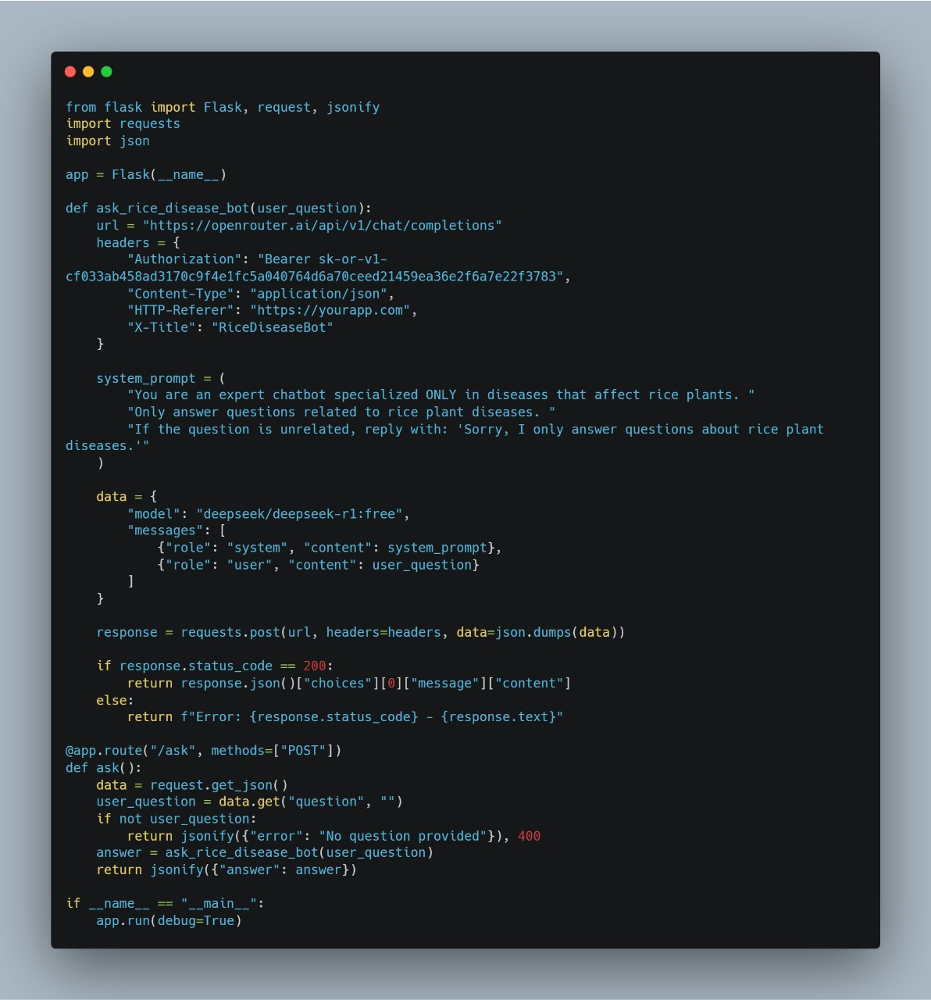 from flask import Flask, request, jsonify
import requests
import json
app = Flask(__name__)
def ask_rice_disease_bot(user_question):
    url = "https://openrouter.ai/api/v1/chat/completions"
    headers = {
        "Authorization": "Bearer sk-or-v1-
cf033ab458ad3170c9f4e1fc5a040764d6a70ceed21459ea36e2f6a7e22f3783",
        "Content-Type": "application/json",
        "HTTP-Referer": "https://yourapp.com",
        "X-Title": "RiceDiseaseBot"
    }
    system_prompt = (
        "You are an expert chatbot specialized ONLY in diseases that affect rice plants. "
        "Only answer questions related to rice plant diseases. "
        "If the question is unrelated, reply with: 'Sorry, I only answer questions about rice plant
diseases.'"
    )
    data = {
        "model": "deepseek/deepseek-r1:free",
        "messages": [
            {"role": "system", "content": system_prompt},
            {"role": "user", "content": user_question}
        ]
    }
    response = requests.post(url, headers=headers, data=json.dumps(data))
    if response.status_code == 200:
        return response.json()["choices"][0]["message"]["content"]
    else:
        return f"Error: {response.status_code} - {response.text}"
@app.route("/ask", methods=["POST"])
def ask():
    data = request.get_json()
    user_question = data.get("question", "")
    if not user_question:
        return jsonify({"error": "No question provided"}), 400
    answer = ask_rice_disease_bot(user_question)
    return jsonify({"answer": answer})
if __name__ == "__main__":
    app.run(debug=True)